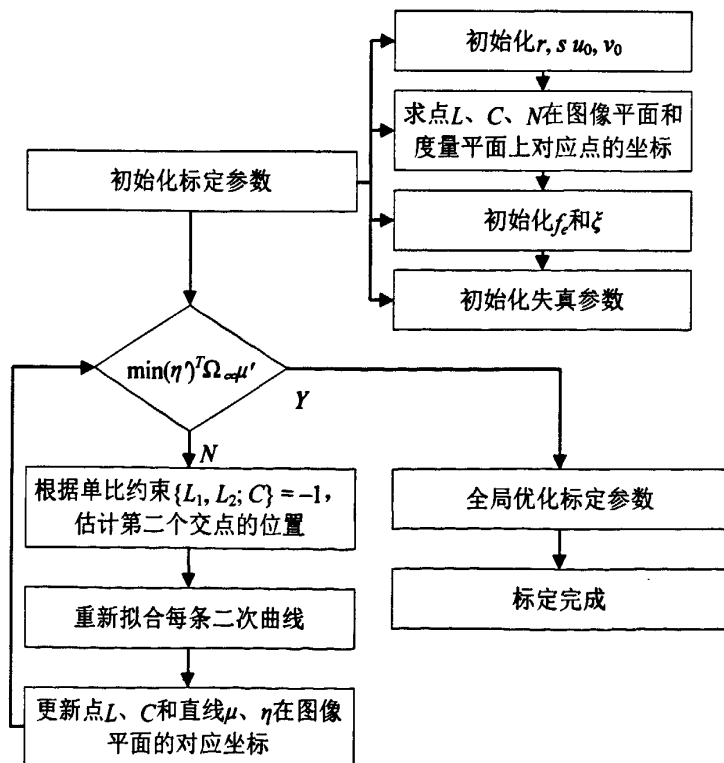 初始化r, s u₀, v₀
求点L、C、N在图像平面和
度量平面上对应点的坐标
初始化标定参数
初始化fₑ和ξ
初始化失真参数
min(η')ᵀΩ∞μ'
Y
N
根据单比约束{L₁, L₂; C} = −1,
估计第二个交点的位置
全局优化标定参数
标定完成
重新拟合每条二次曲线
更新点L、C和直线μ、η在图像
平面的对应坐标